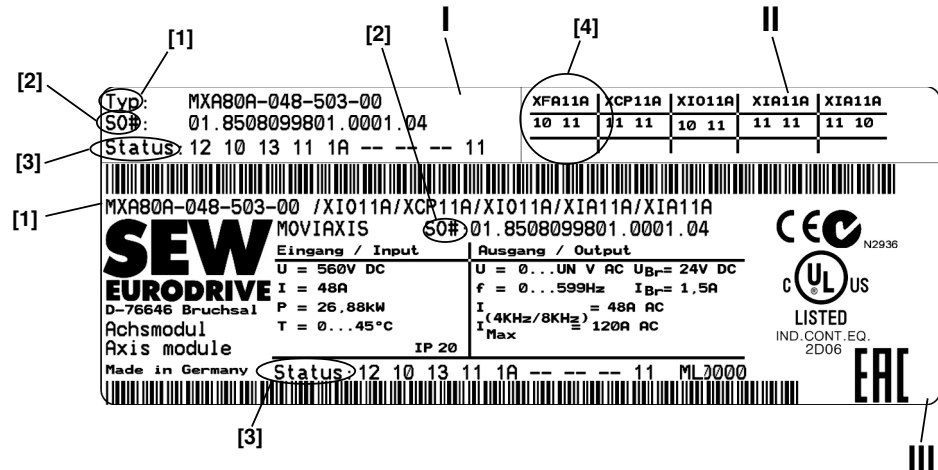 I
II
[1]
[2]
[4]
[2]
Typ: MXA80A-048-503-00
SO#: 01.8508099801.0001.04
[3]
Status: 12 10 13 11 1A -- -- -- 11
XFA11A XCP11A XIO11A XIA11A XIA11A
10 11 11 11 10 11 11 11 11 10
[2]
[1]
MXA80A-048-503-00 /XIO11A/XCP11A/XIO11A/XIA11A/XIA11A
SEW
EURODRIVE
D-76646 Bruchsal
Achsmodul
Axis module
Made in Germany
MOVIAXIS SO# 01.8508099801.0001.04
Eingang / Input
U = 560V DC
I = 48A
P = 26,88kW
T = 0...45°C
IP 20
Ausgang / Output
U = 0...UN V AC UBr= 24V DC
f = 0...599Hz IBr= 1,5A
I(4KHz/8KHz) = 48A AC
IMax = 120A AC
Status: 12 10 13 11 1A -- -- -- 11 ML 0000
CE
N2936
C UL US
LISTED
IND.CONT.EQ.
2D06
EAC
[3]
III